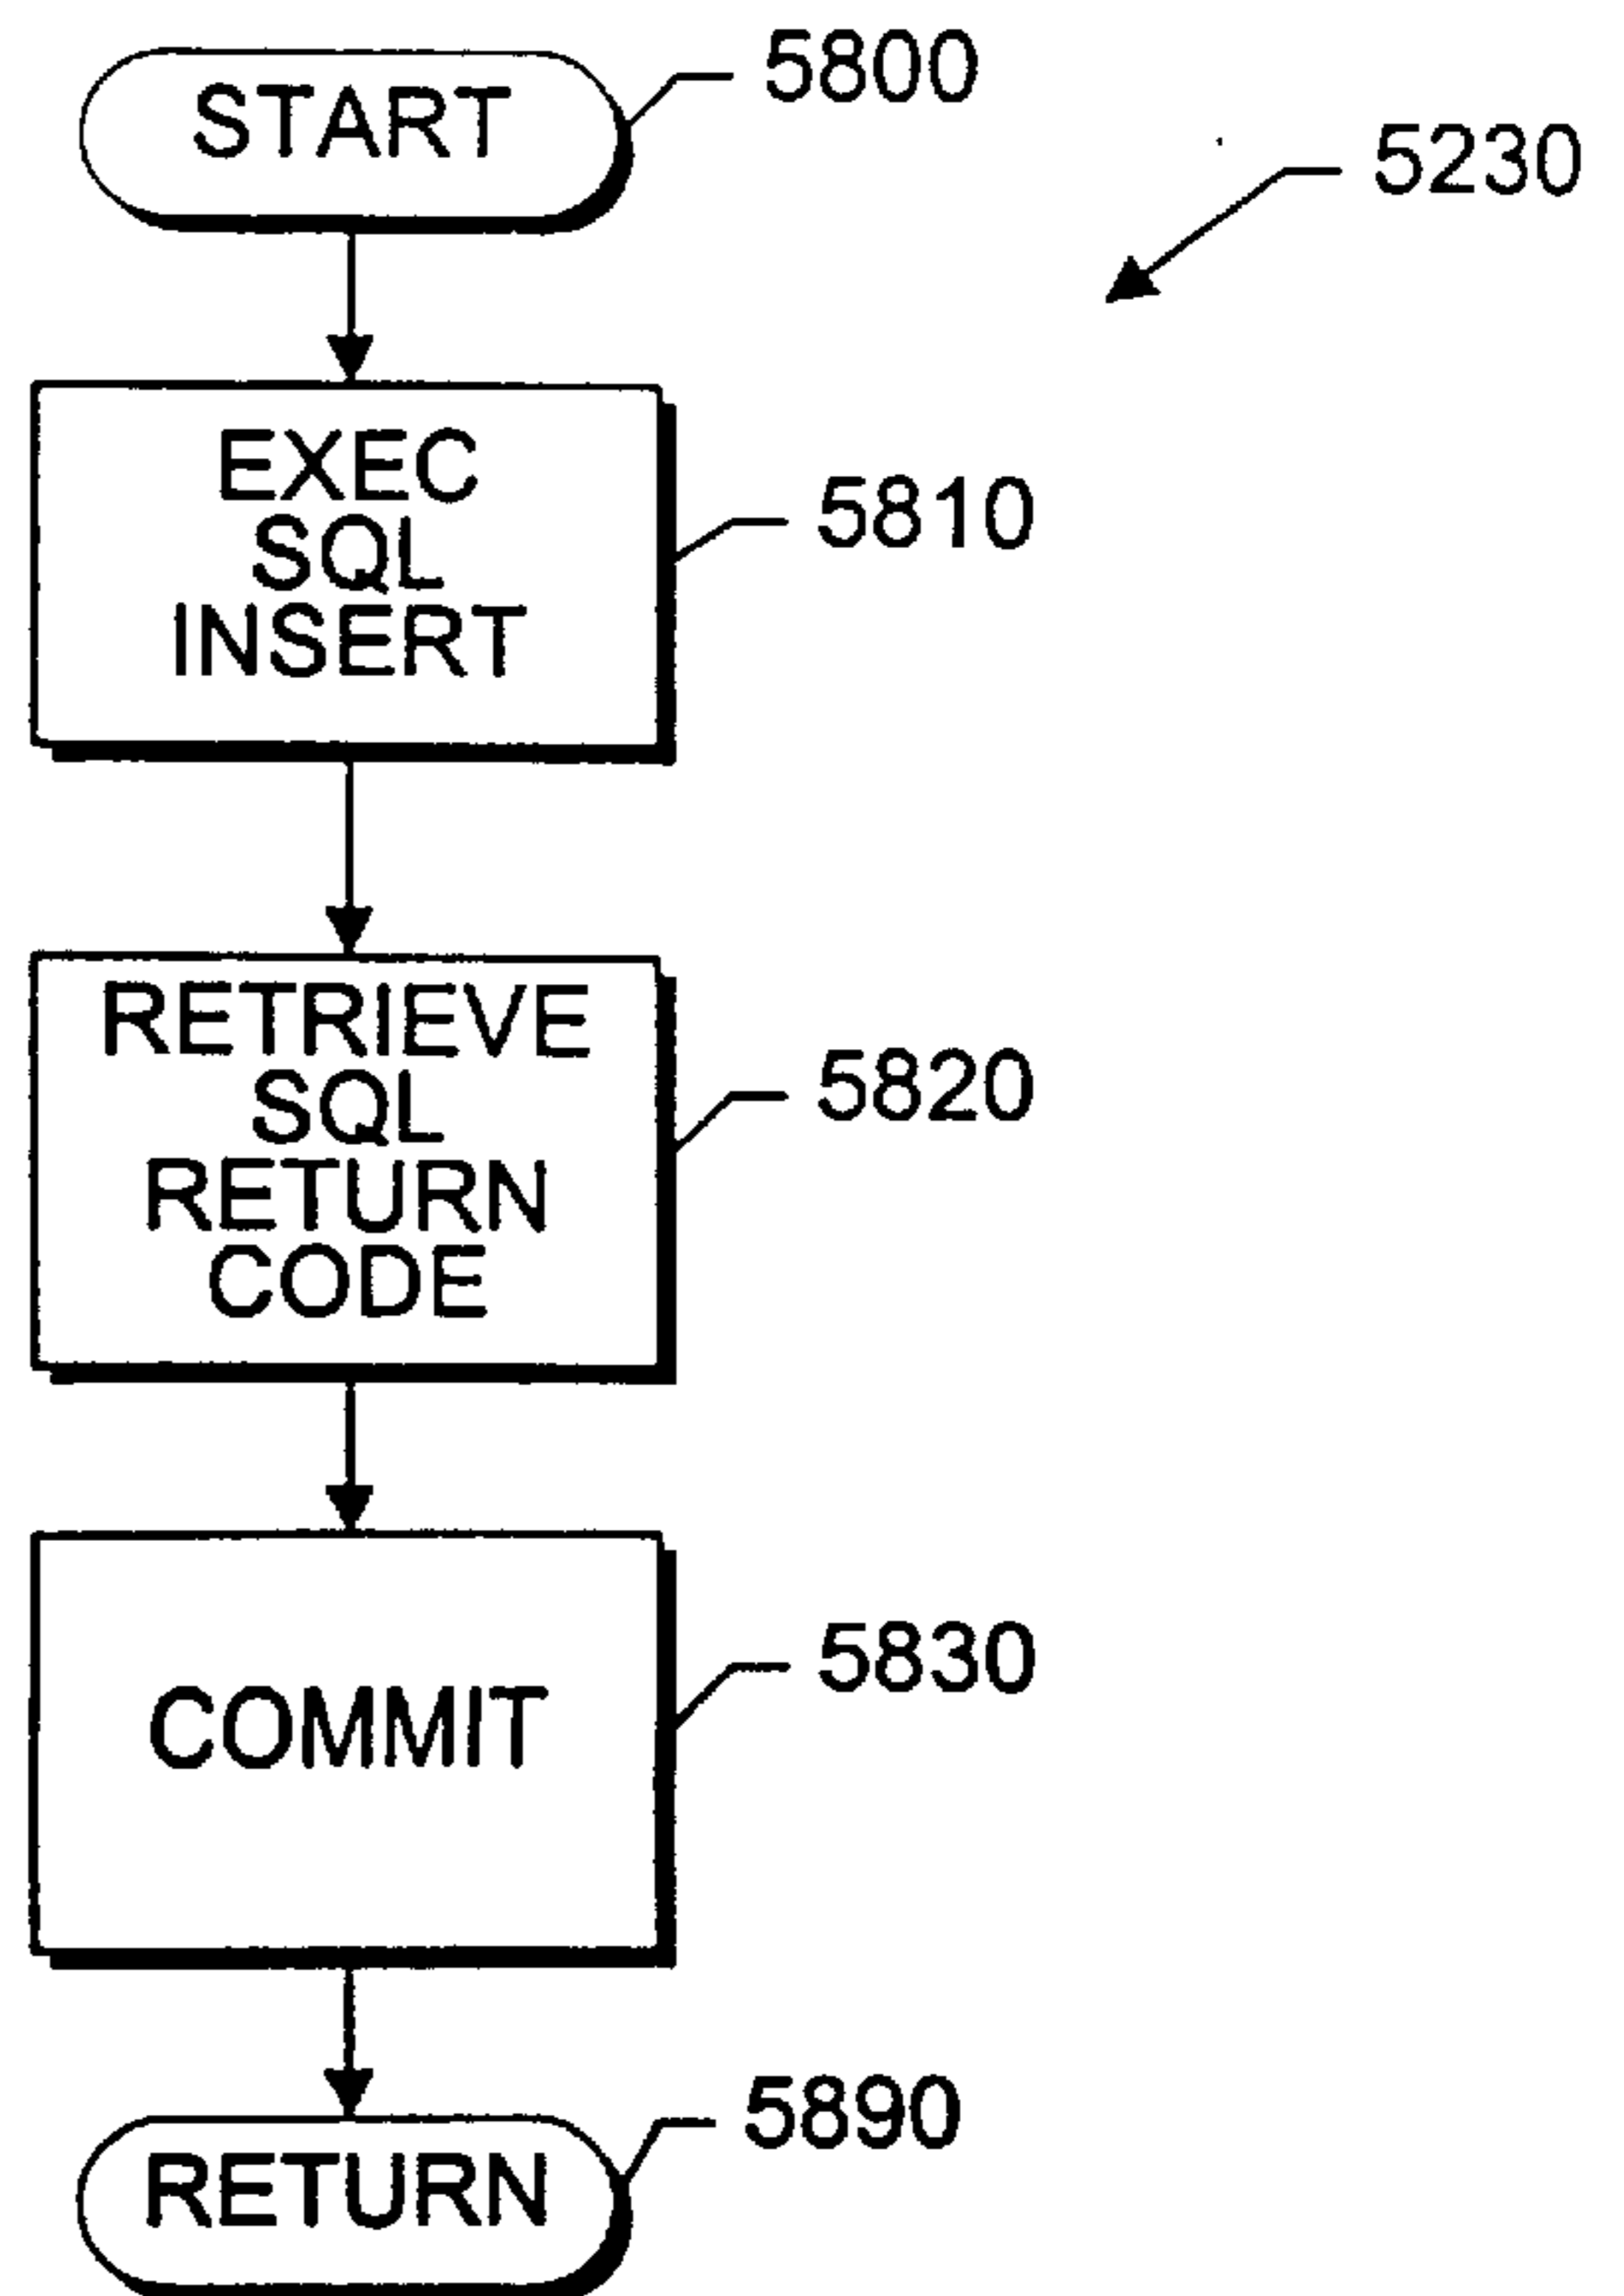 START
5800
5230
EXEC
SQL
INSERT
5810
RETRIEVE
SQL
RETURN
CODE
5820
COMMIT
5830
RETURN
5890